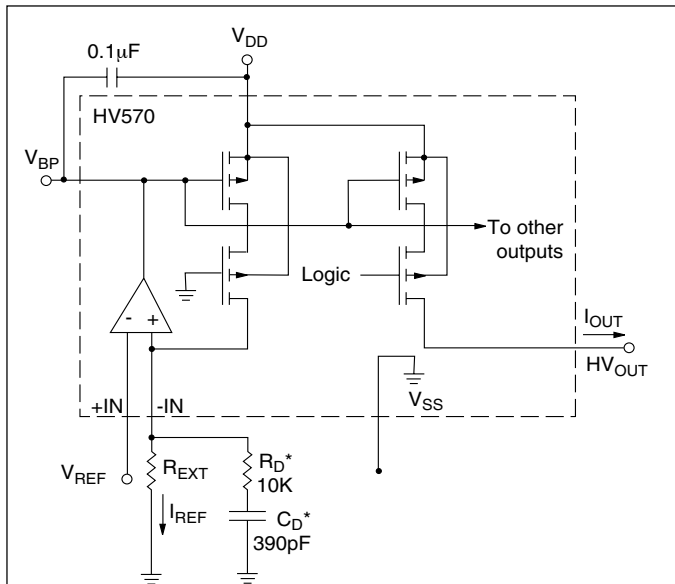 V_DD
0.1μF
HV570
V_BP
To other
outputs
Logic
- +
I_OUT
HV_OUT
V_SS
+IN -IN
V_REF
R_EXT
R_D*
10K
I_REF
C_D*
390pF